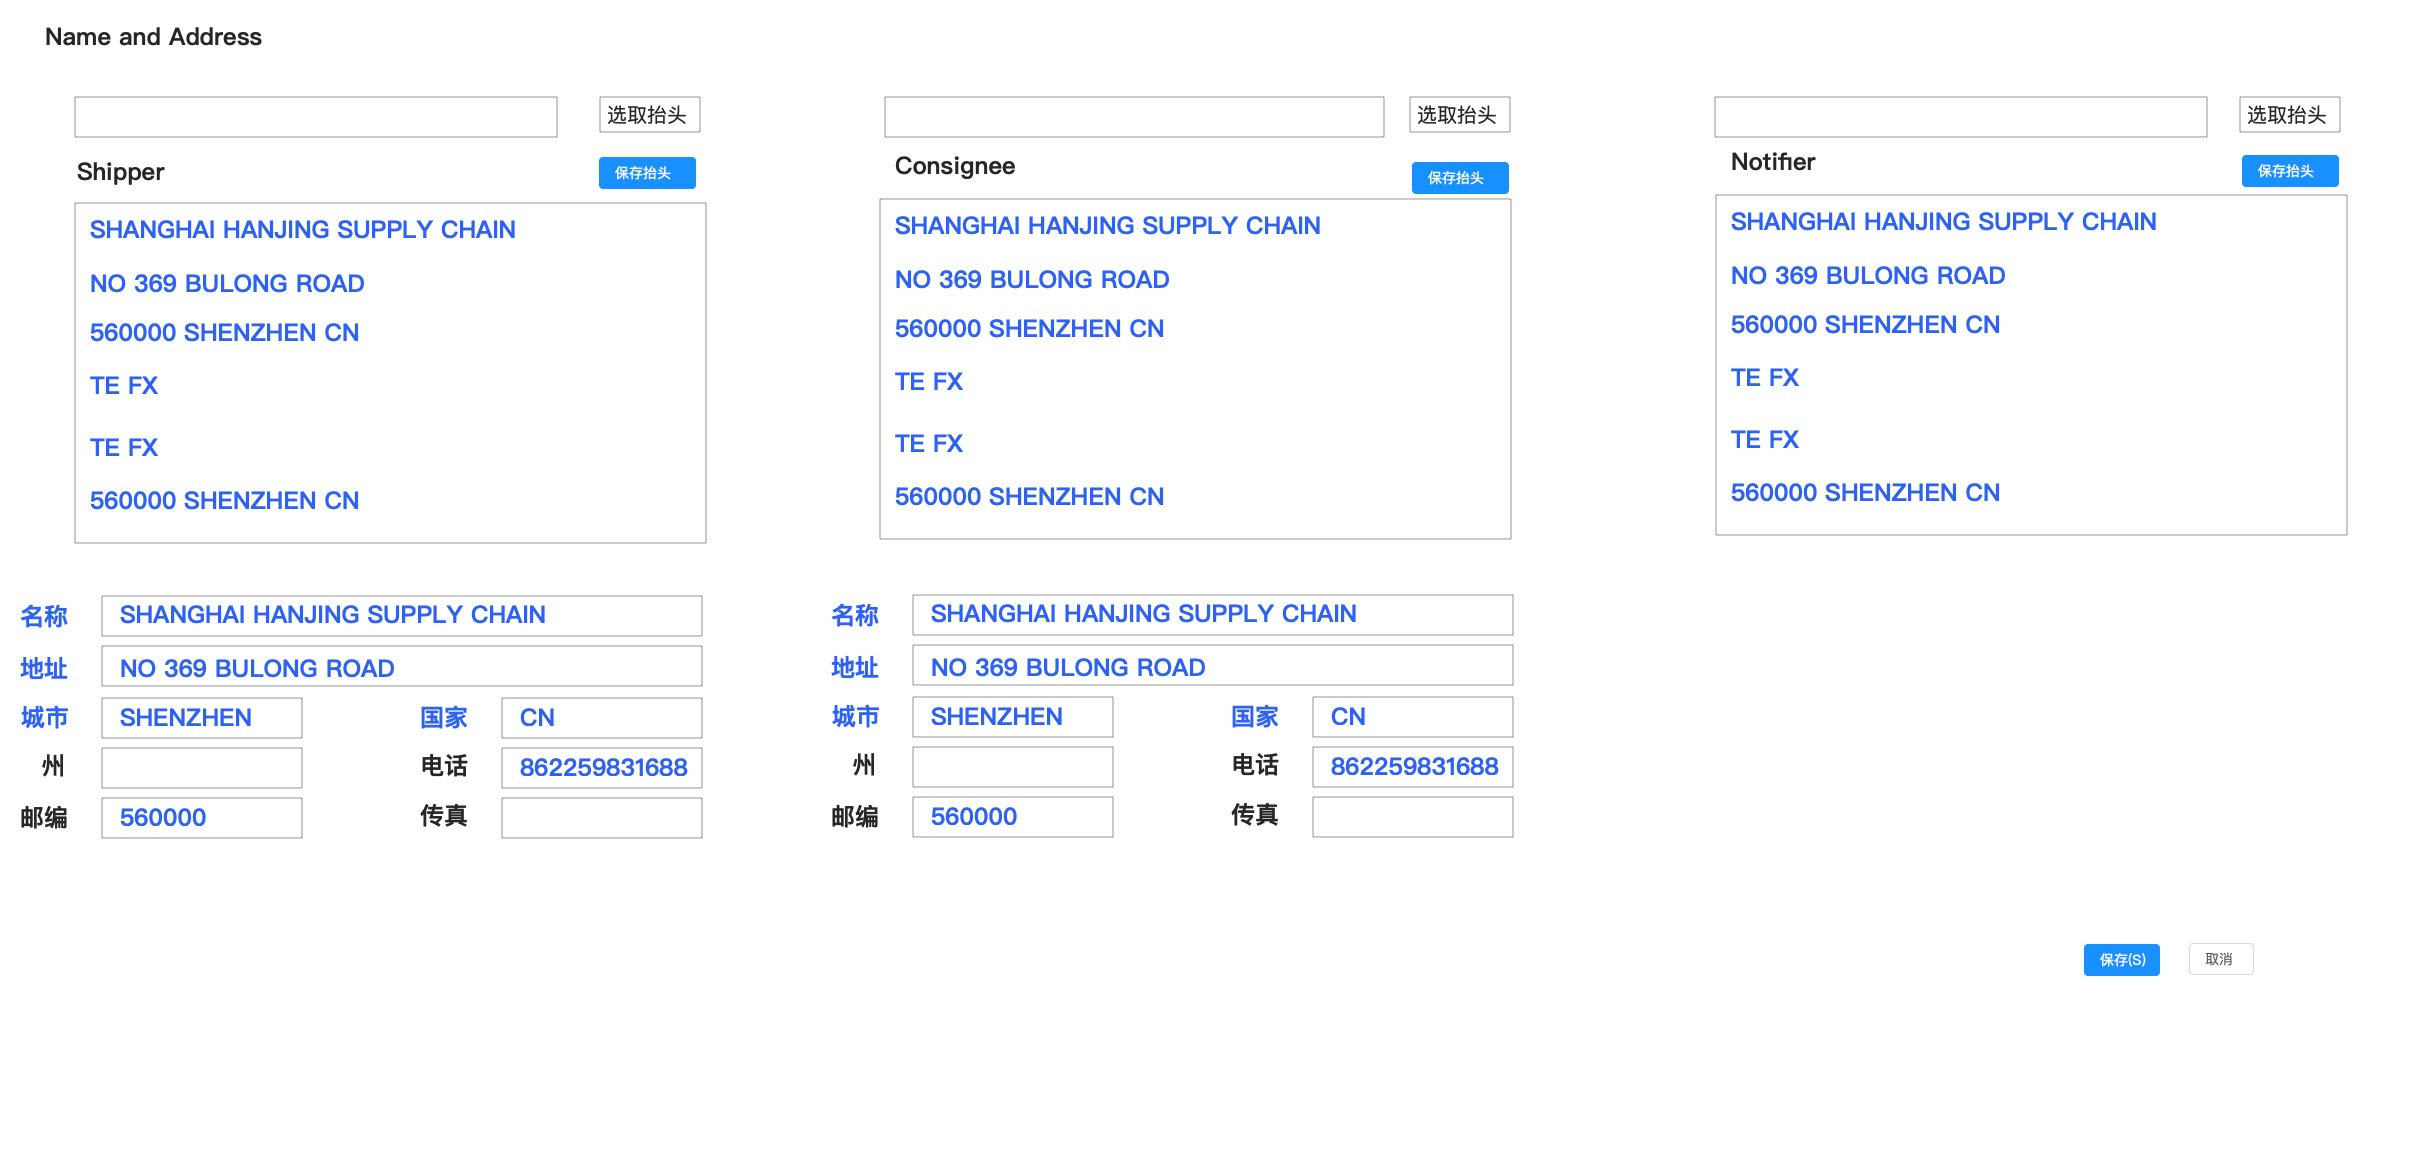 Name and Address
选取抬头
Shipper
保存抬头
SHANGHAI HANJING SUPPLY CHAIN
NO 369 BULONG ROAD
560000 SHENZHEN CN
TE FX
TE FX
560000 SHENZHEN CN
名称 SHANGHAI HANJING SUPPLY CHAIN
地址 NO 369 BULONG ROAD
城市 SHENZHEN 国家 CN
州 电话 862259831688
邮编 560000 传真
选取抬头
Consignee
保存抬头
SHANGHAI HANJING SUPPLY CHAIN
NO 369 BULONG ROAD
560000 SHENZHEN CN
TE FX
TE FX
560000 SHENZHEN CN
名称 SHANGHAI HANJING SUPPLY CHAIN
地址 NO 369 BULONG ROAD
城市 SHENZHEN 国家 CN
州 电话 862259831688
邮编 560000 传真
选取抬头
Notifier
保存抬头
SHANGHAI HANJING SUPPLY CHAIN
NO 369 BULONG ROAD
560000 SHENZHEN CN
TE FX
TE FX
560000 SHENZHEN CN
保存(S) 取消